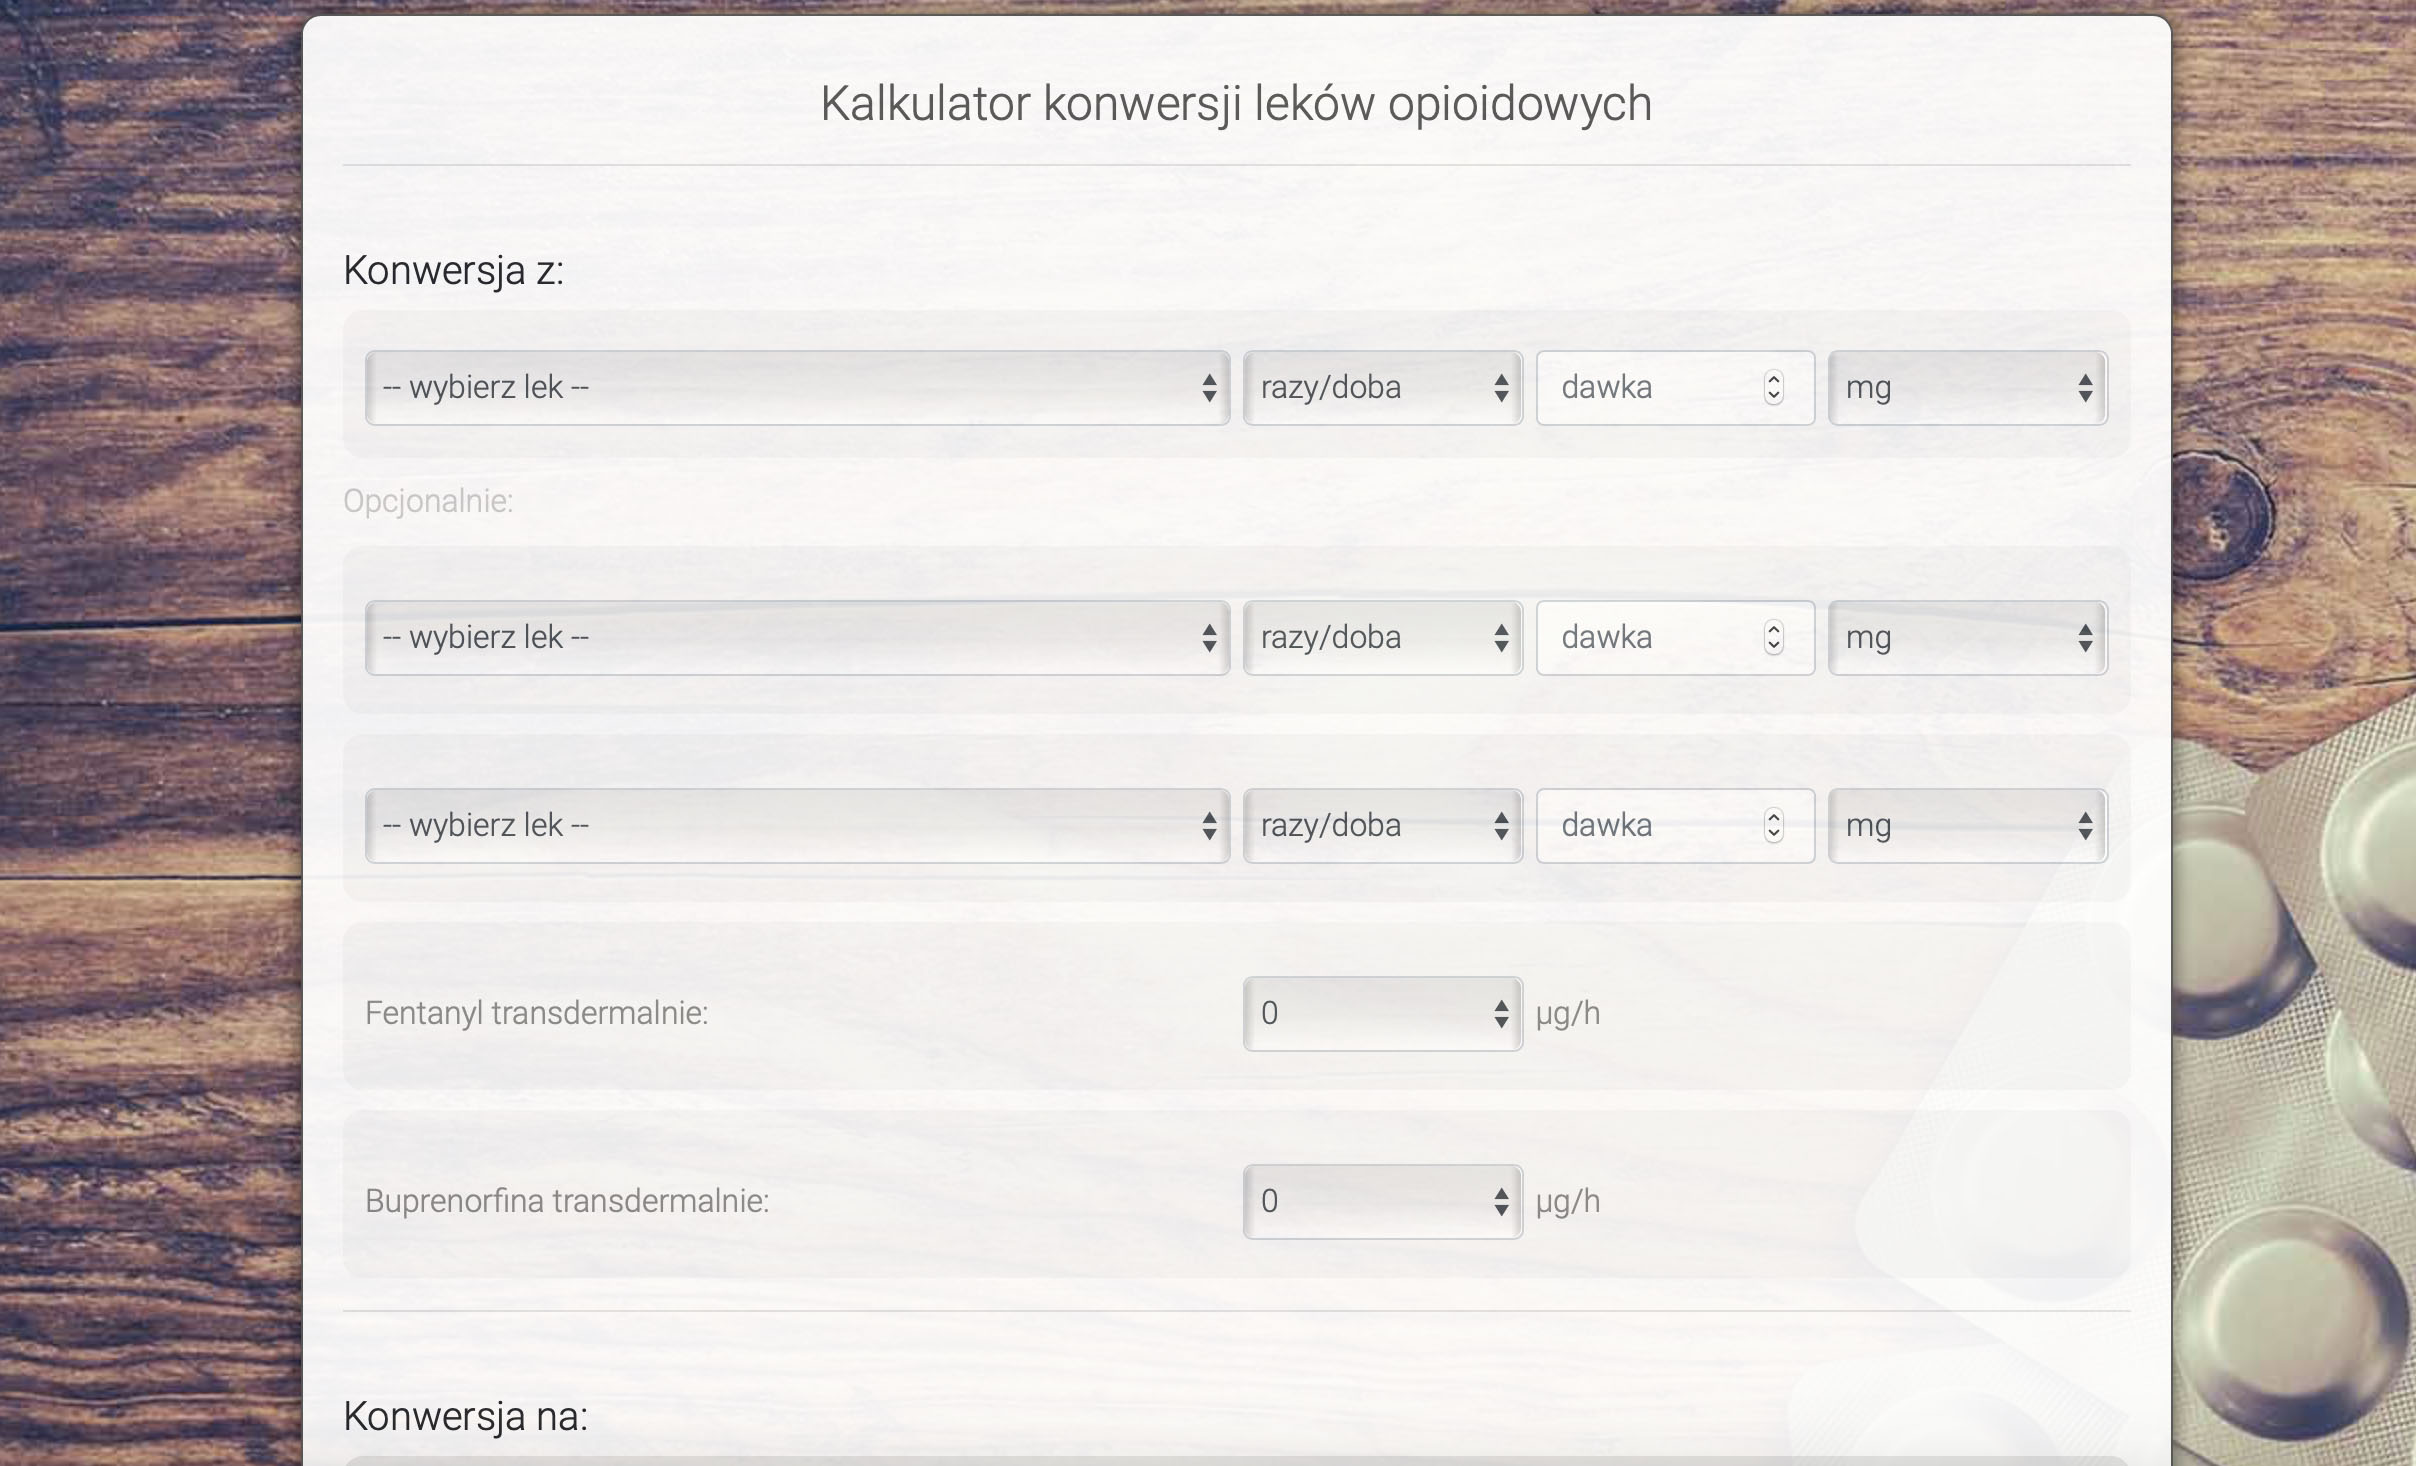 Kalkulator konwersji leków opioidowych
Konwersja z:
-- wybierz lek -- razy/doba dawka mg
Opcjonalnie:
-- wybierz lek -- razy/doba dawka mg
-- wybierz lek -- razy/doba dawka mg
Fentanyl transdermalnie: 0 µg/h
Buprenorfina transdermalnie: 0 µg/h
Konwersja na: